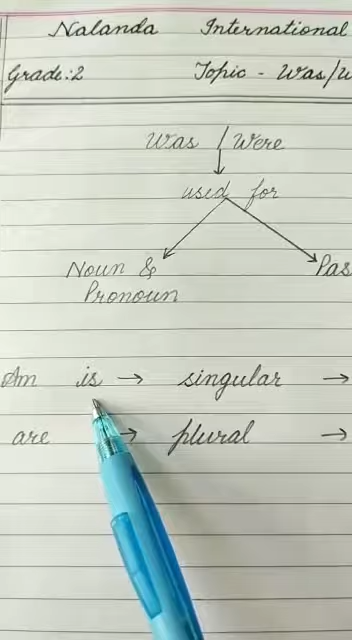 Nalanda International
Grade:2 Topic - Was/
Was / Were
used for
Noun &
Pronoun
Am is → singular →
are → plural →